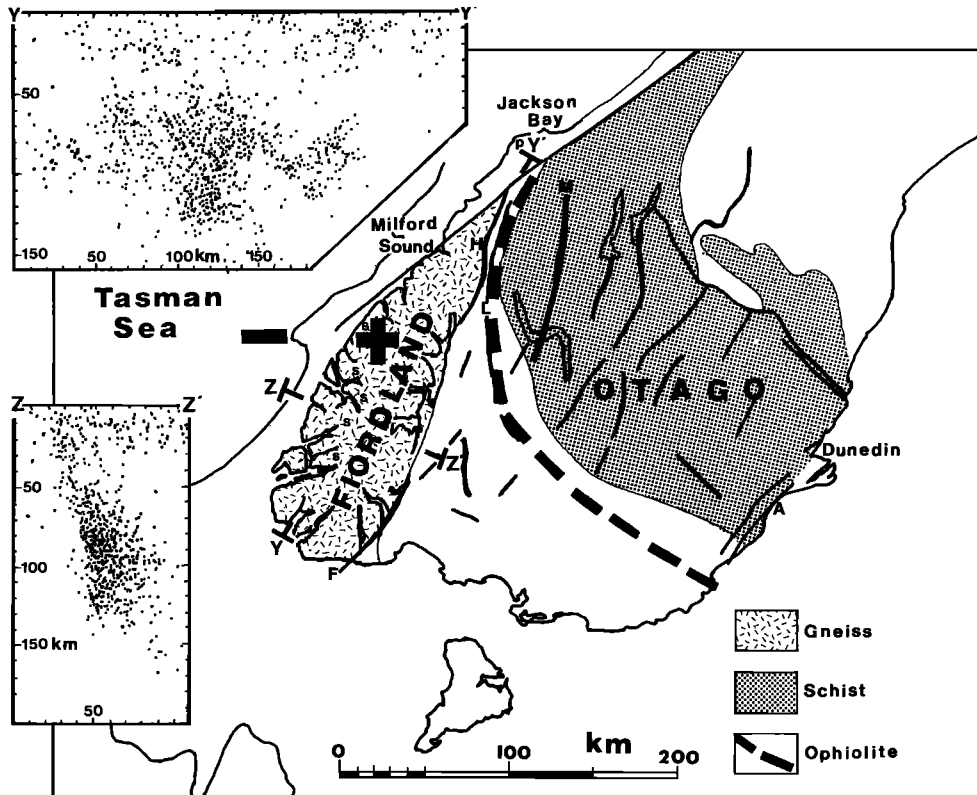 Y Y´
-50
-150
50 100km 150
Jackson
Bay
P Y´
M
Milford
Sound
H
Tasman
Sea
L
FIORDLAND
OTAGO
Z
S
S
S
Z´
Z Z´
0
50
-100
-150 km
50
Dunedin
A
Y
F
Gneiss
Schist
0 100 km 200
Ophiolite